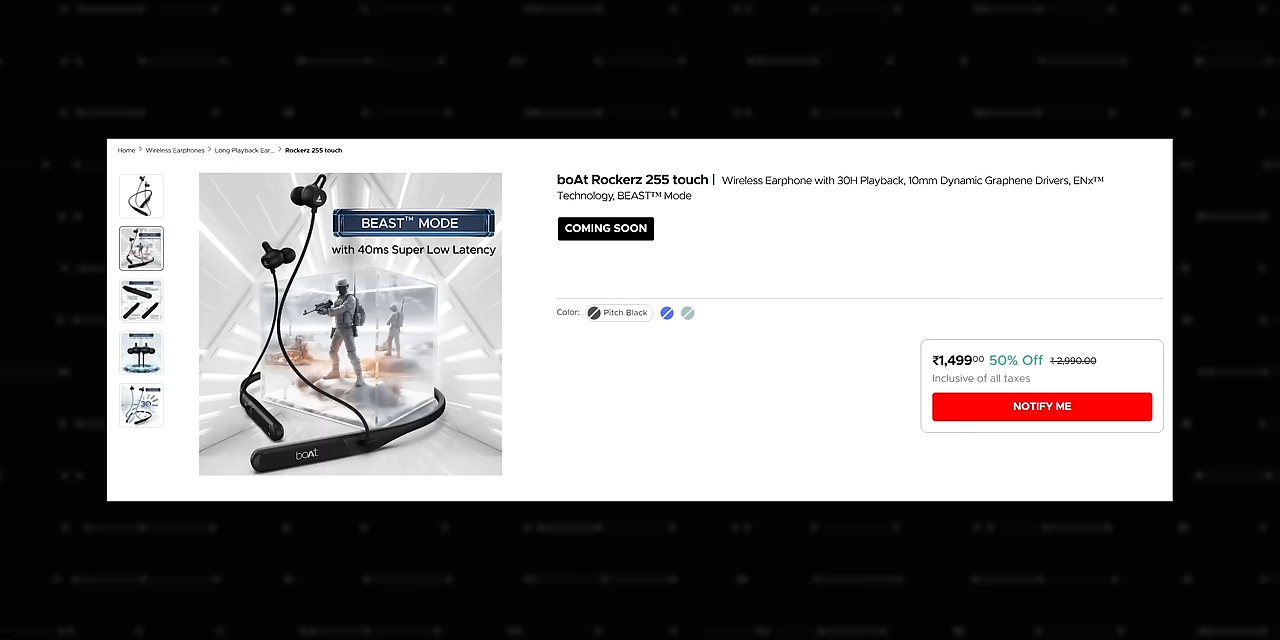 Home > Wireless Earphones > Long Playback Ear... > Rockerz 255 touch
boAt Rockerz 255 touch | Wireless Earphone with 30H Playback, 10mm Dynamic Graphene Drivers, ENx™
Technology, BEAST™ Mode
COMING SOON
BEAST™ MODE
with 40ms Super Low Latency
boAt
Color: Pitch Black
₹1,499⁰⁰ 50% Off ₹ 2,990.00
Inclusive of all taxes
NOTIFY ME